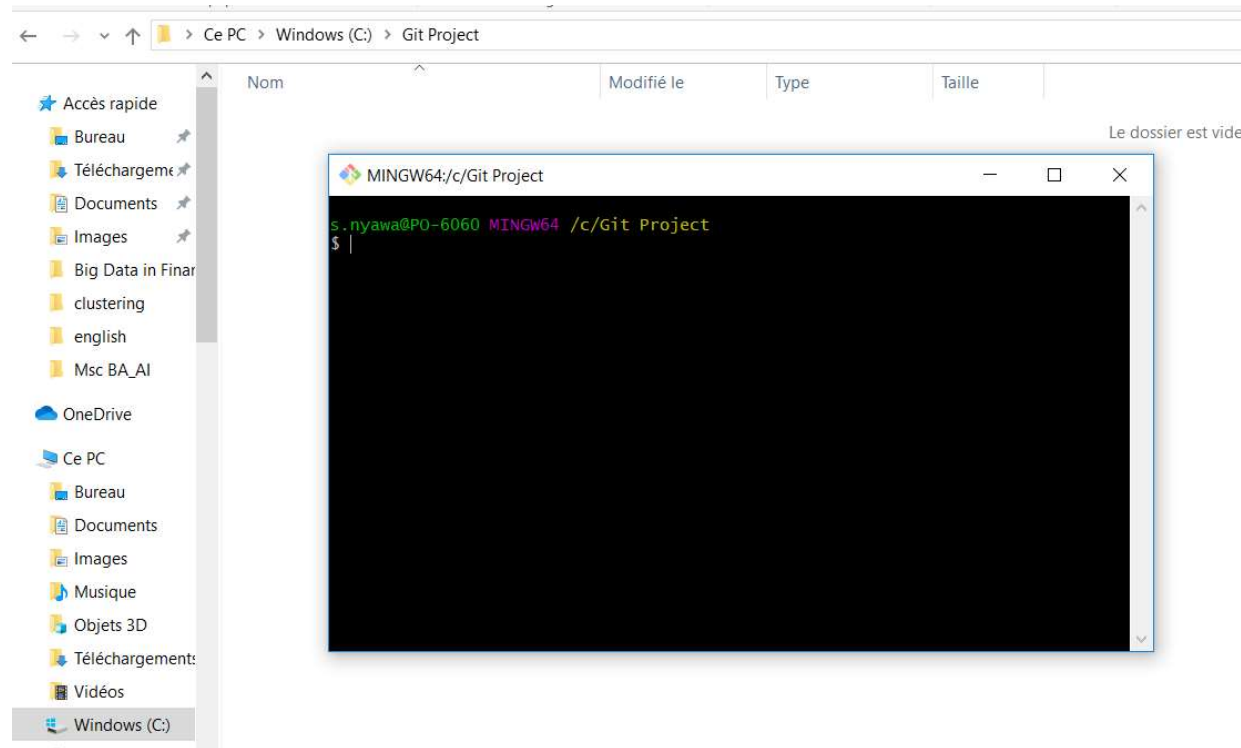 Ce PC > Windows (C:) > Git Project
Nom Modifié le Type Taille
Accès rapide
Le dossier est vide
Bureau
Téléchargeme
MINGW64:/c/Git Project
Documents
s.nyawa@PO-6060 MINGW64 /c/Git Project
$
Images
Big Data in Finar
clustering
english
Msc BA_AI
OneDrive
Ce PC
Bureau
Documents
Images
Musique
Objets 3D
Téléchargements
Vidéos
Windows (C:)